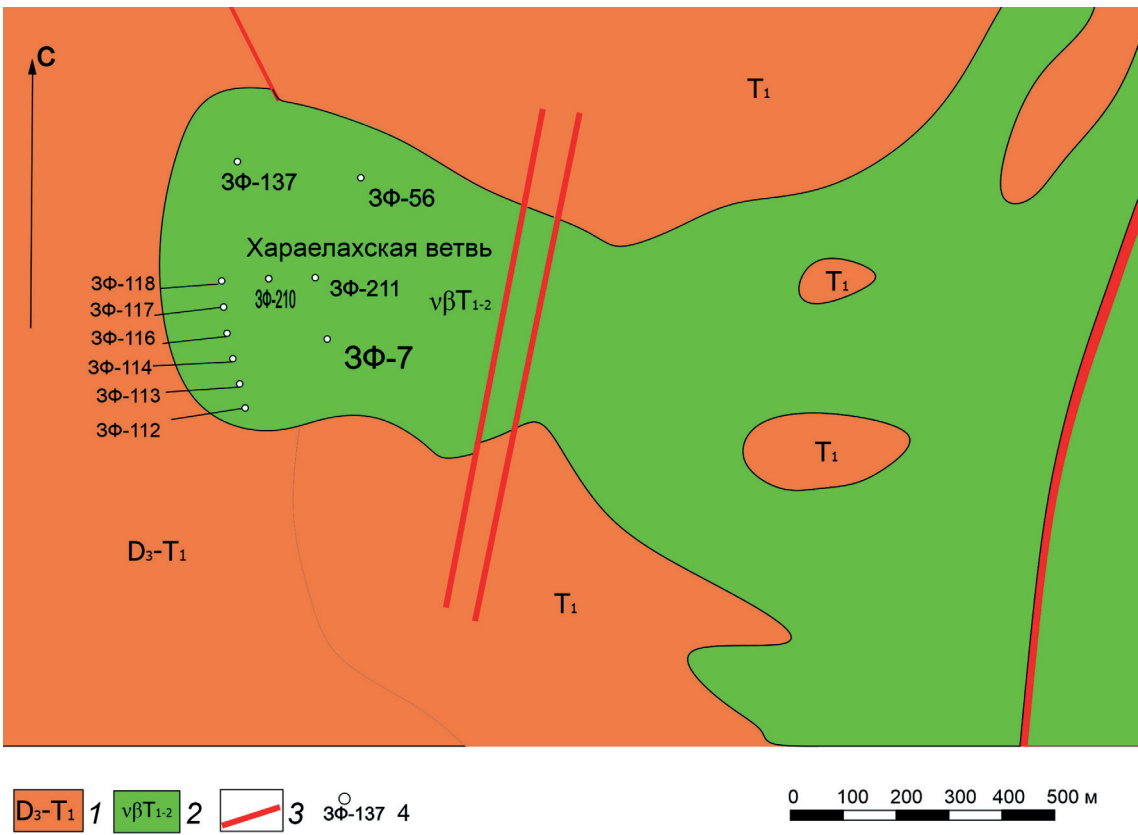 С
T₁
ЗФ-137
ЗФ-56
Хараелахская ветвь
ЗФ-118
ЗФ-210
ЗФ-211
νβT₁₋₂
T₁
ЗФ-117
ЗФ-116
ЗФ-7
ЗФ-114
ЗФ-113
ЗФ-112
T₁
D₃-T₁
T₁
D₃-T₁ 1 νβT₁₋₂ 2 3 ЗФ-137 4
0 100 200 300 400 500 м